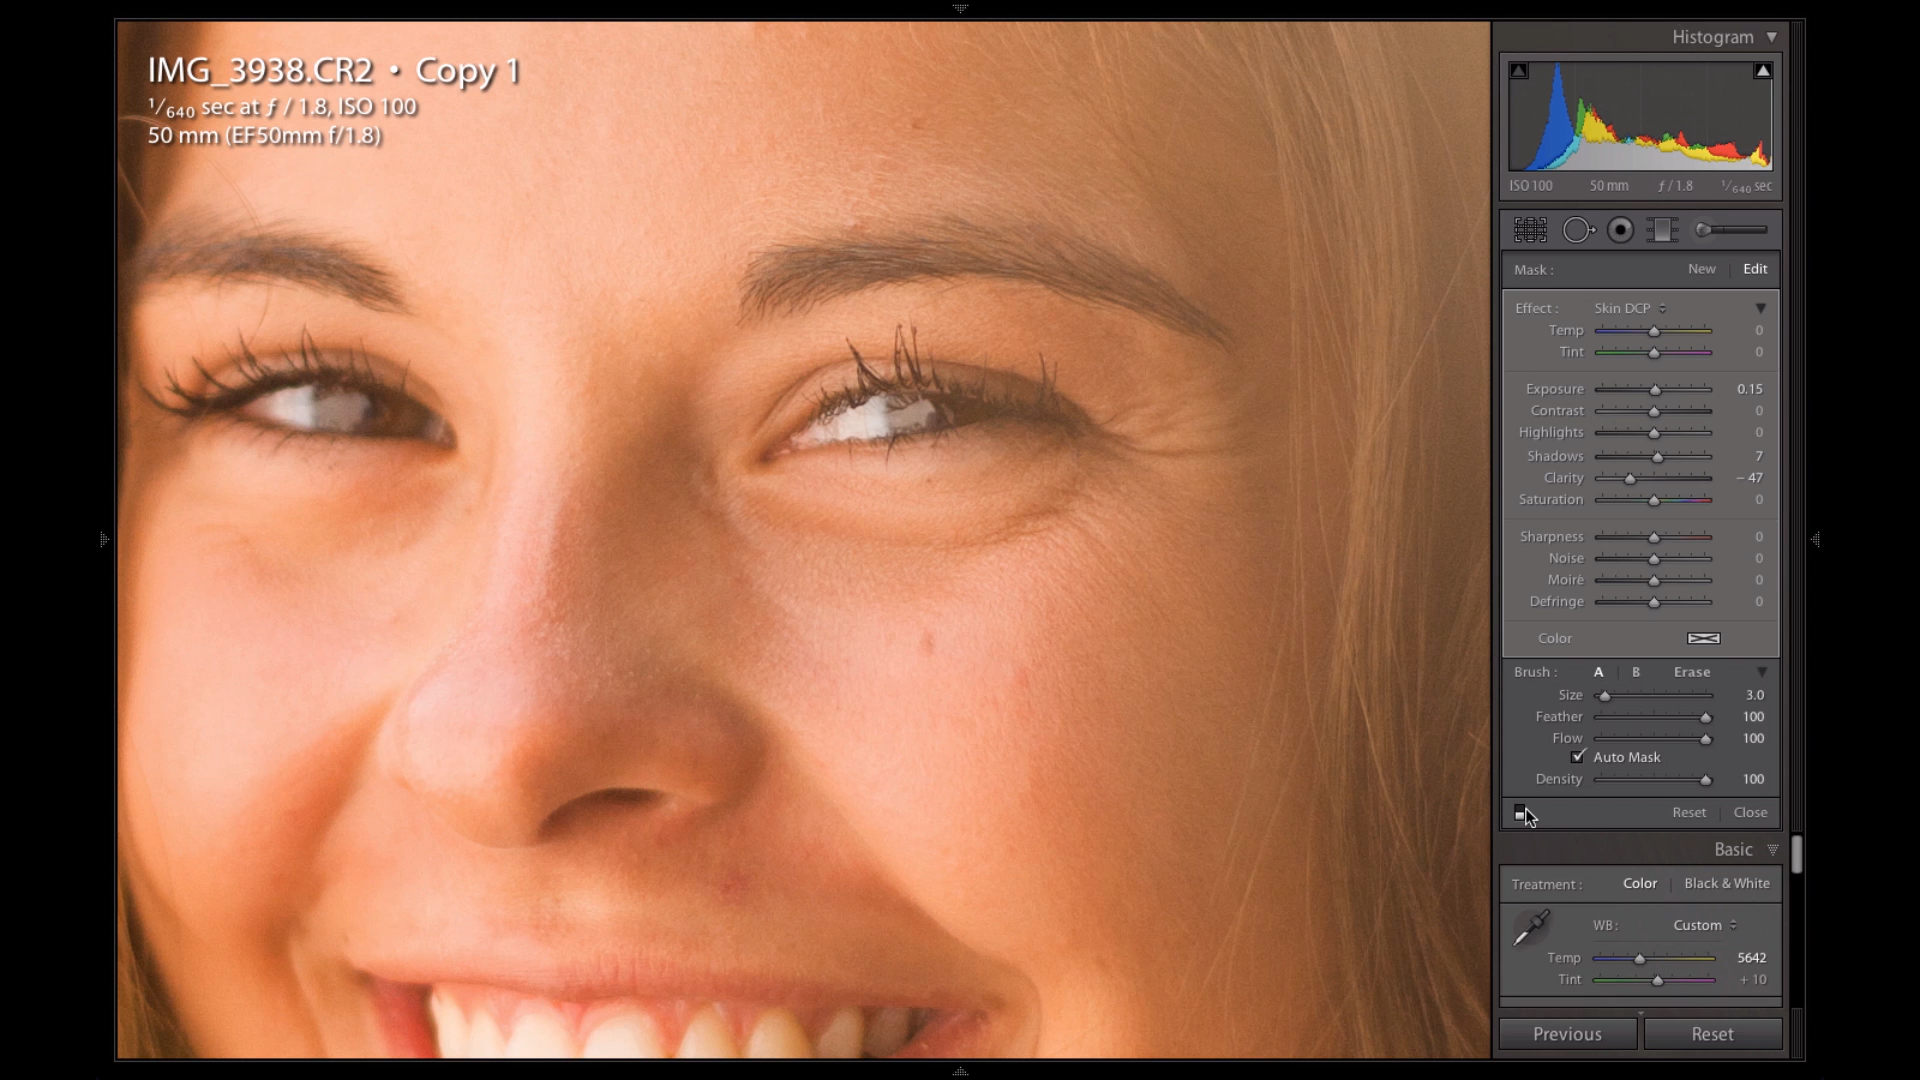 IMG_3938.CR2 • Copy 1
1/640 sec at ƒ / 1.8, ISO 100
50 mm (EF50mm f/1.8)
Histogram
ISO 100 50 mm ƒ / 1.8 1/640 sec
Mask : New Edit
Effect : Skin DCP
Temp 0
Tint 0
Exposure 0.15
Contrast 0
Highlights 0
Shadows 7
Clarity – 47
Saturation 0
Sharpness 0
Noise 0
Moiré 0
Defringe 0
Color
Brush : A B Erase
Size 3.0
Feather 100
Flow 100
Auto Mask
Density 100
Reset Close
Basic
Treatment : Color Black & White
WB : Custom
Temp 5642
Tint + 10
Previous Reset